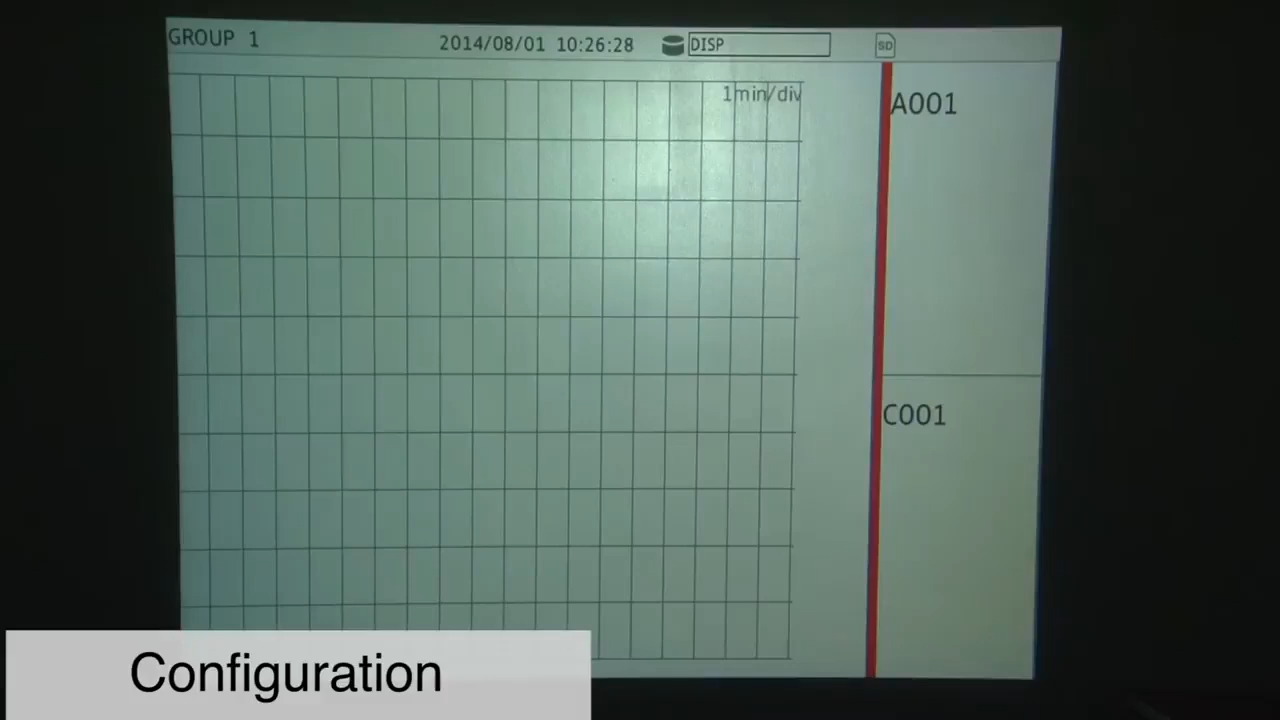 GROUP 1
2014/08/01 10:26:28
DISP
SD
1min/div
A001
C001
Configuration